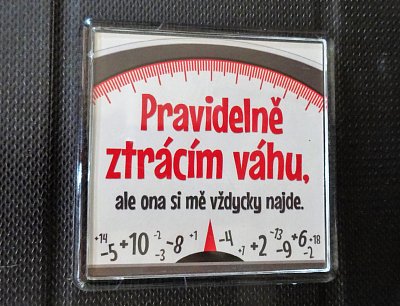 Pravidelně
ztrácím váhu,
ale ona si mě vždycky najde.
+14 -5 +10 -2 -3 -8 +1 -4 +7 +2 -13 -9 +6 -2 +18